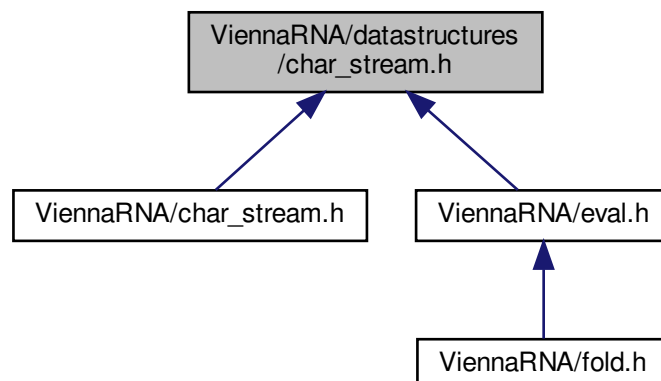 ViennaRNA/datastructures
/char_stream.h
ViennaRNA/char_stream.h
ViennaRNA/eval.h
ViennaRNA/fold.h